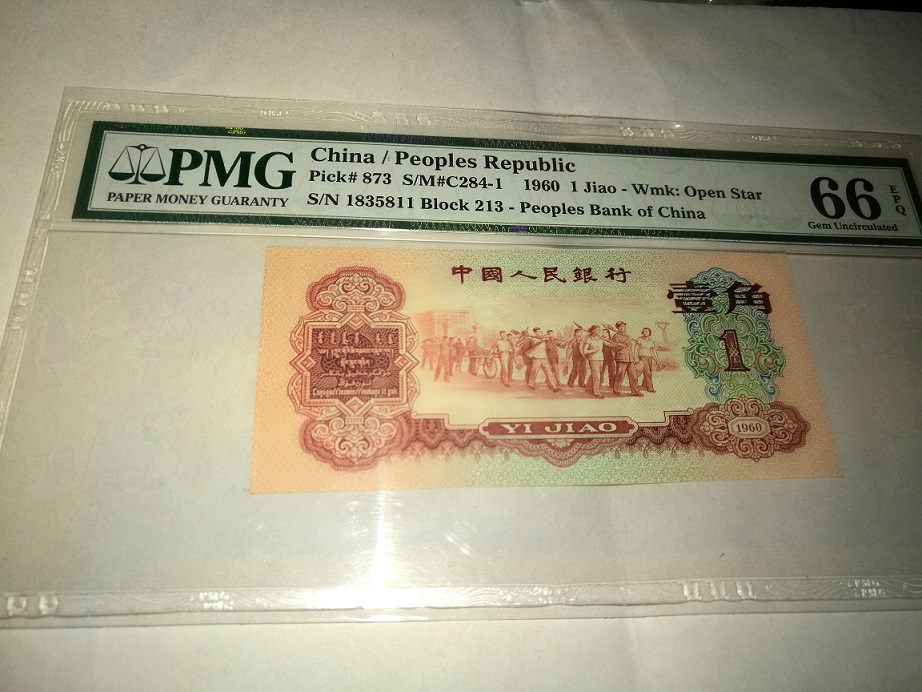 PMG
PAPER MONEY GUARANTY
China / Peoples Republic
Pick# 873 S/M#C284-1 1960 1 Jiao - Wmk: Open Star
S/N 1835811 Block 213 - Peoples Bank of China
66
EPQ
Gem Uncirculated
中國人民銀行
壹角
1
YI JIAO
1960